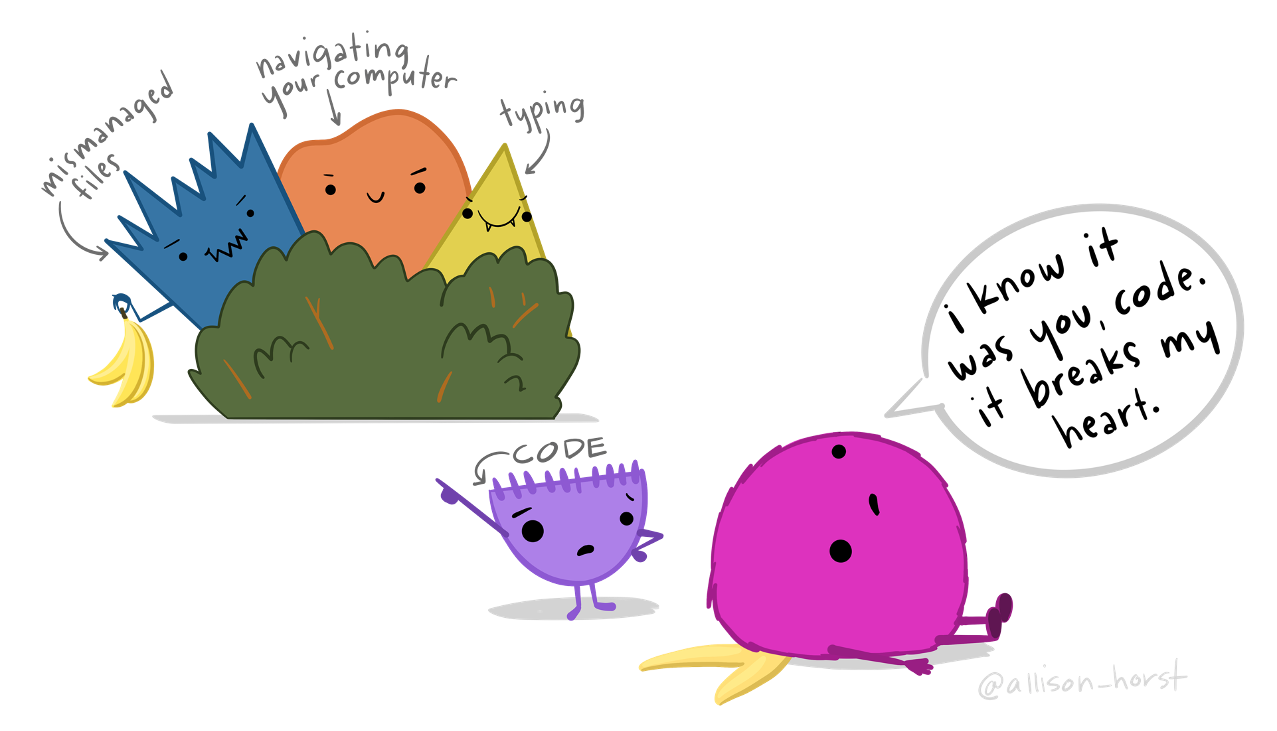 mismanaged
files
navigating
your computer
typing
CODE
i know it
was you, code.
it breaks my
heart.
@allison_horst